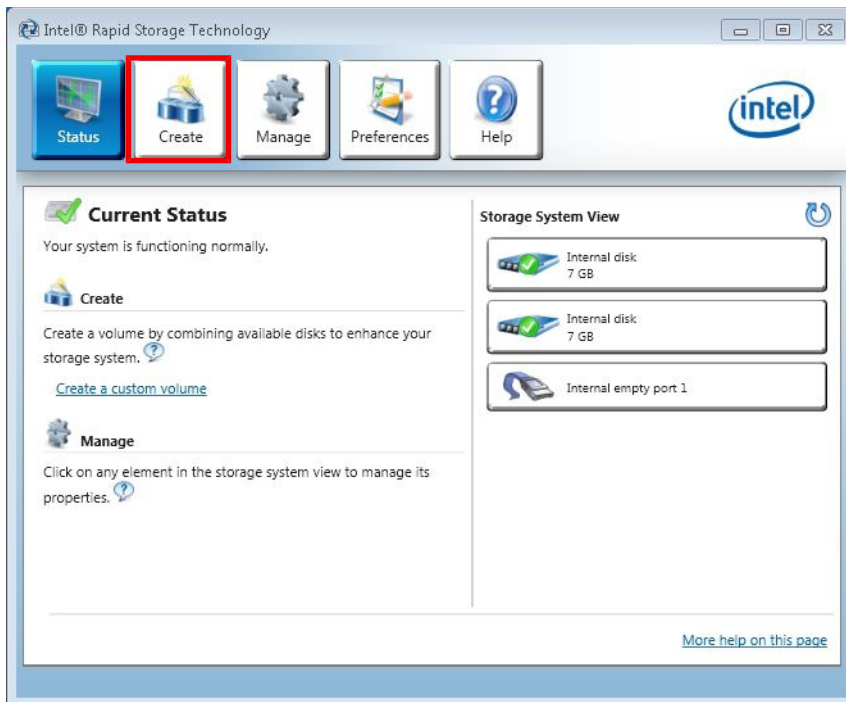 Intel® Rapid Storage Technology
Status
Create
Manage
Preferences
Help
intel
Current Status
Your system is functioning normally.
Create
Create a volume by combining available disks to enhance your
storage system.
Create a custom volume
Manage
Click on any element in the storage system view to manage its
properties.
Storage System View
Internal disk
7 GB
Internal disk
7 GB
Internal empty port 1
More help on this page